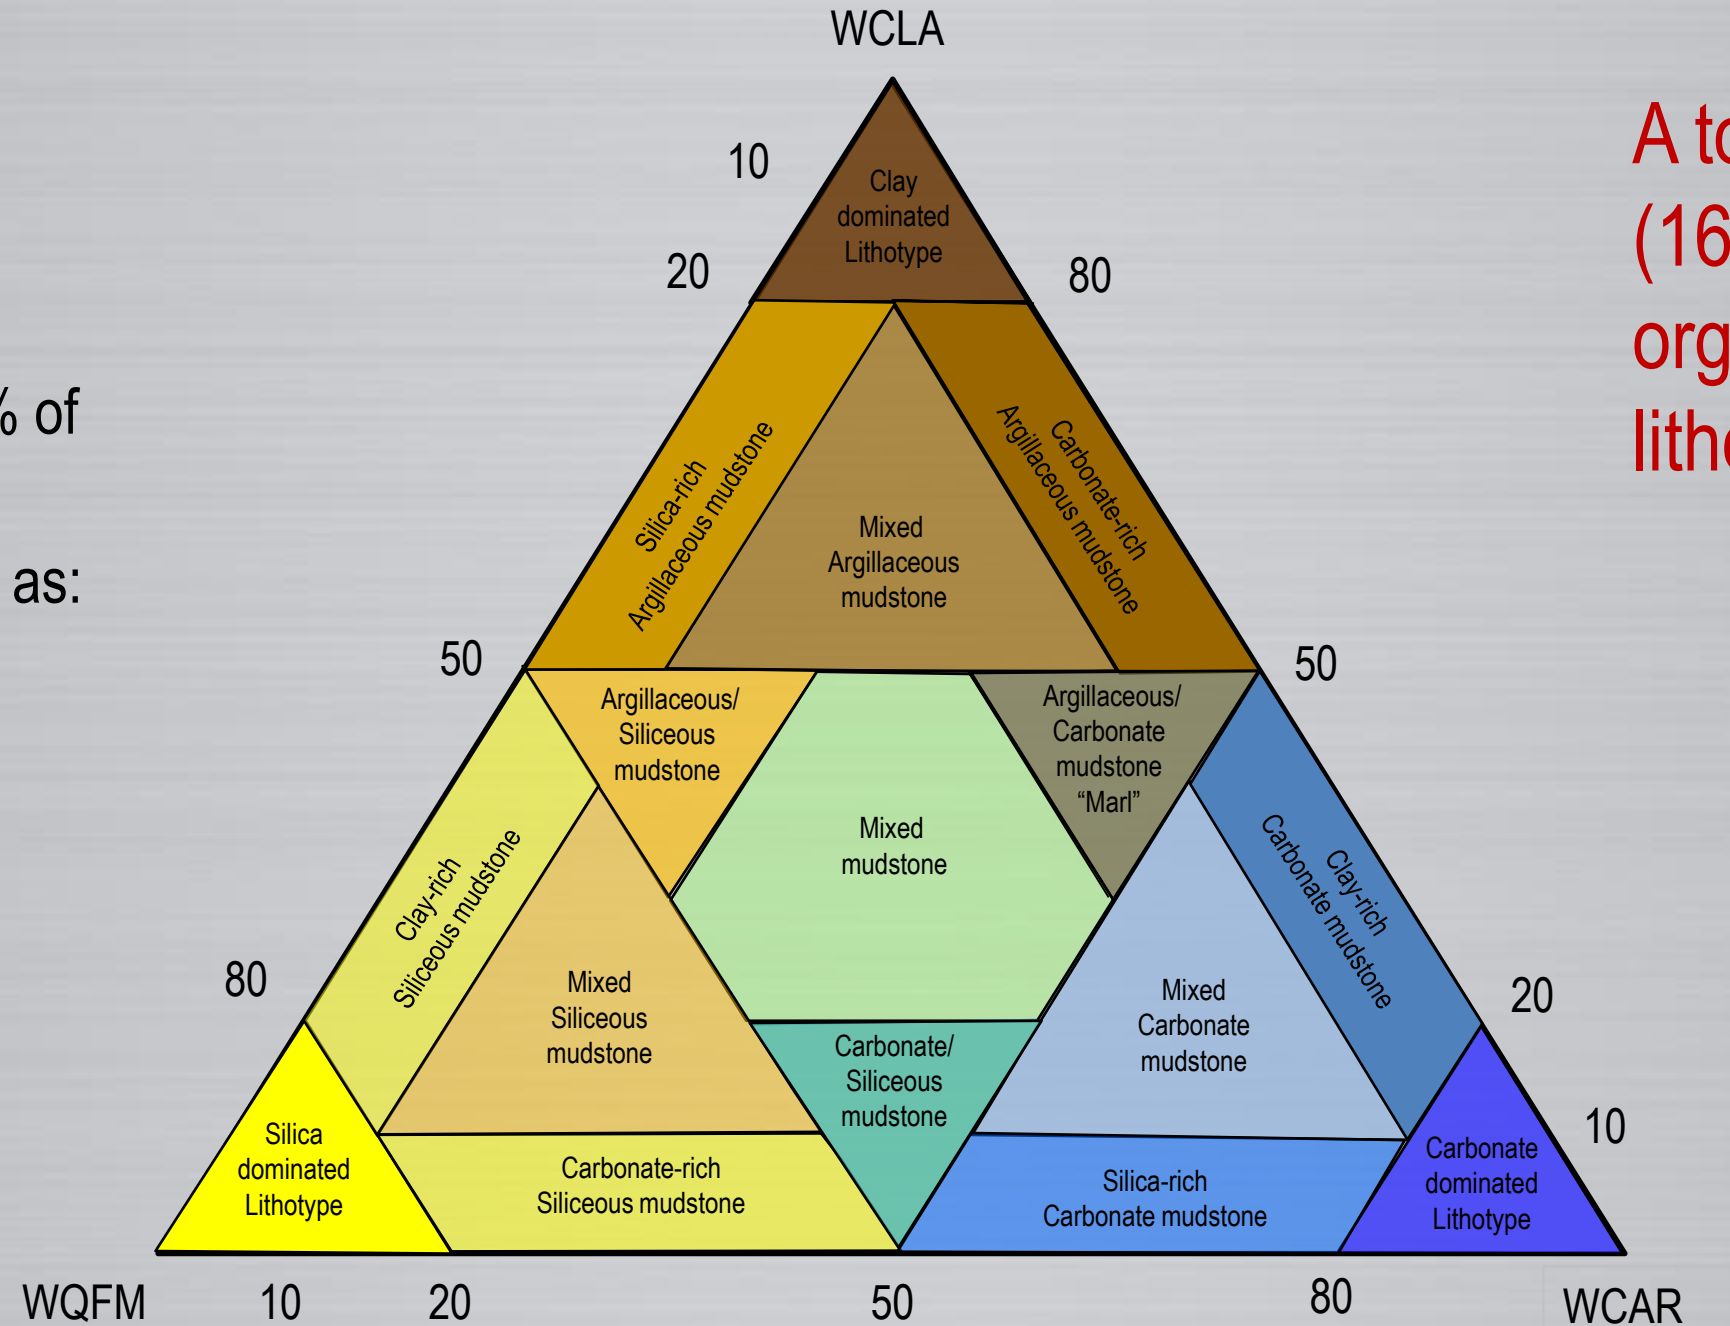 WCLA
A to
(16
org
lith
% of
as:
10
20
50
80
80
50
20
10
Clay
dominated
Lithotype
Silica-rich
Argillaceous mudstone
Carbonate-rich
Argillaceous mudstone
Mixed
Argillaceous
mudstone
Argillaceous/
Siliceous
mudstone
Argillaceous/
Carbonate
mudstone
“Marl”
Mixed
mudstone
Clay-rich
Siliceous mudstone
Clay-rich
Carbonate mudstone
Mixed
Siliceous
mudstone
Mixed
Carbonate
mudstone
Carbonate/
Siliceous
mudstone
Silica
dominated
Lithotype
Carbonate-rich
Siliceous mudstone
Silica-rich
Carbonate mudstone
Carbonate
dominated
Lithotype
WQFM
10
20
50
80
WCAR